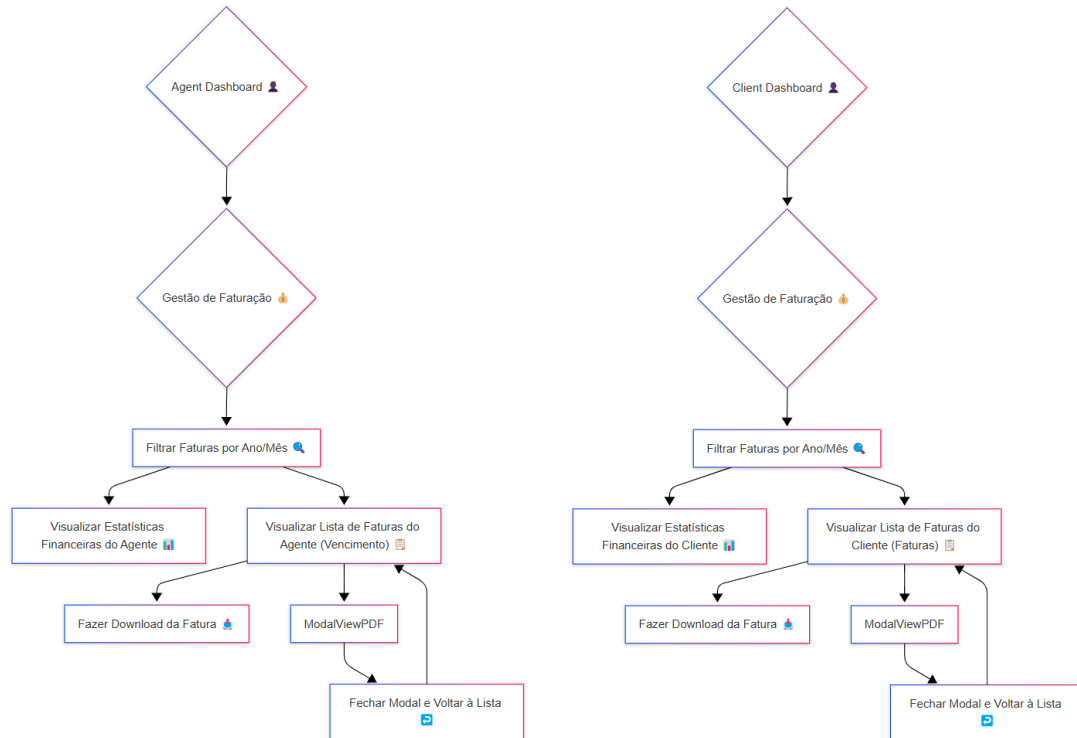 Agent Dashboard 👤
Gestão de Faturação 💰
Filtrar Faturas por Ano/Mês 🔍
Visualizar Estatísticas
Financeiros do Agente 📊
Visualizar Lista de Faturas do
Agente (Vencimento) 📋
Fazer Download da Fatura 📥
ModalViewPDF
Fechar Modal e Voltar à Lista
↩️
Client Dashboard 👤
Gestão de Faturação 💰
Filtrar Faturas por Ano/Mês 🔍
Visualizar Estatísticas
Financeiros do Cliente 📊
Visualizar Lista de Faturas do
Cliente (Faturas) 📋
Fazer Download da Fatura 📥
ModalViewPDF
Fechar Modal e Voltar à Lista
↩️